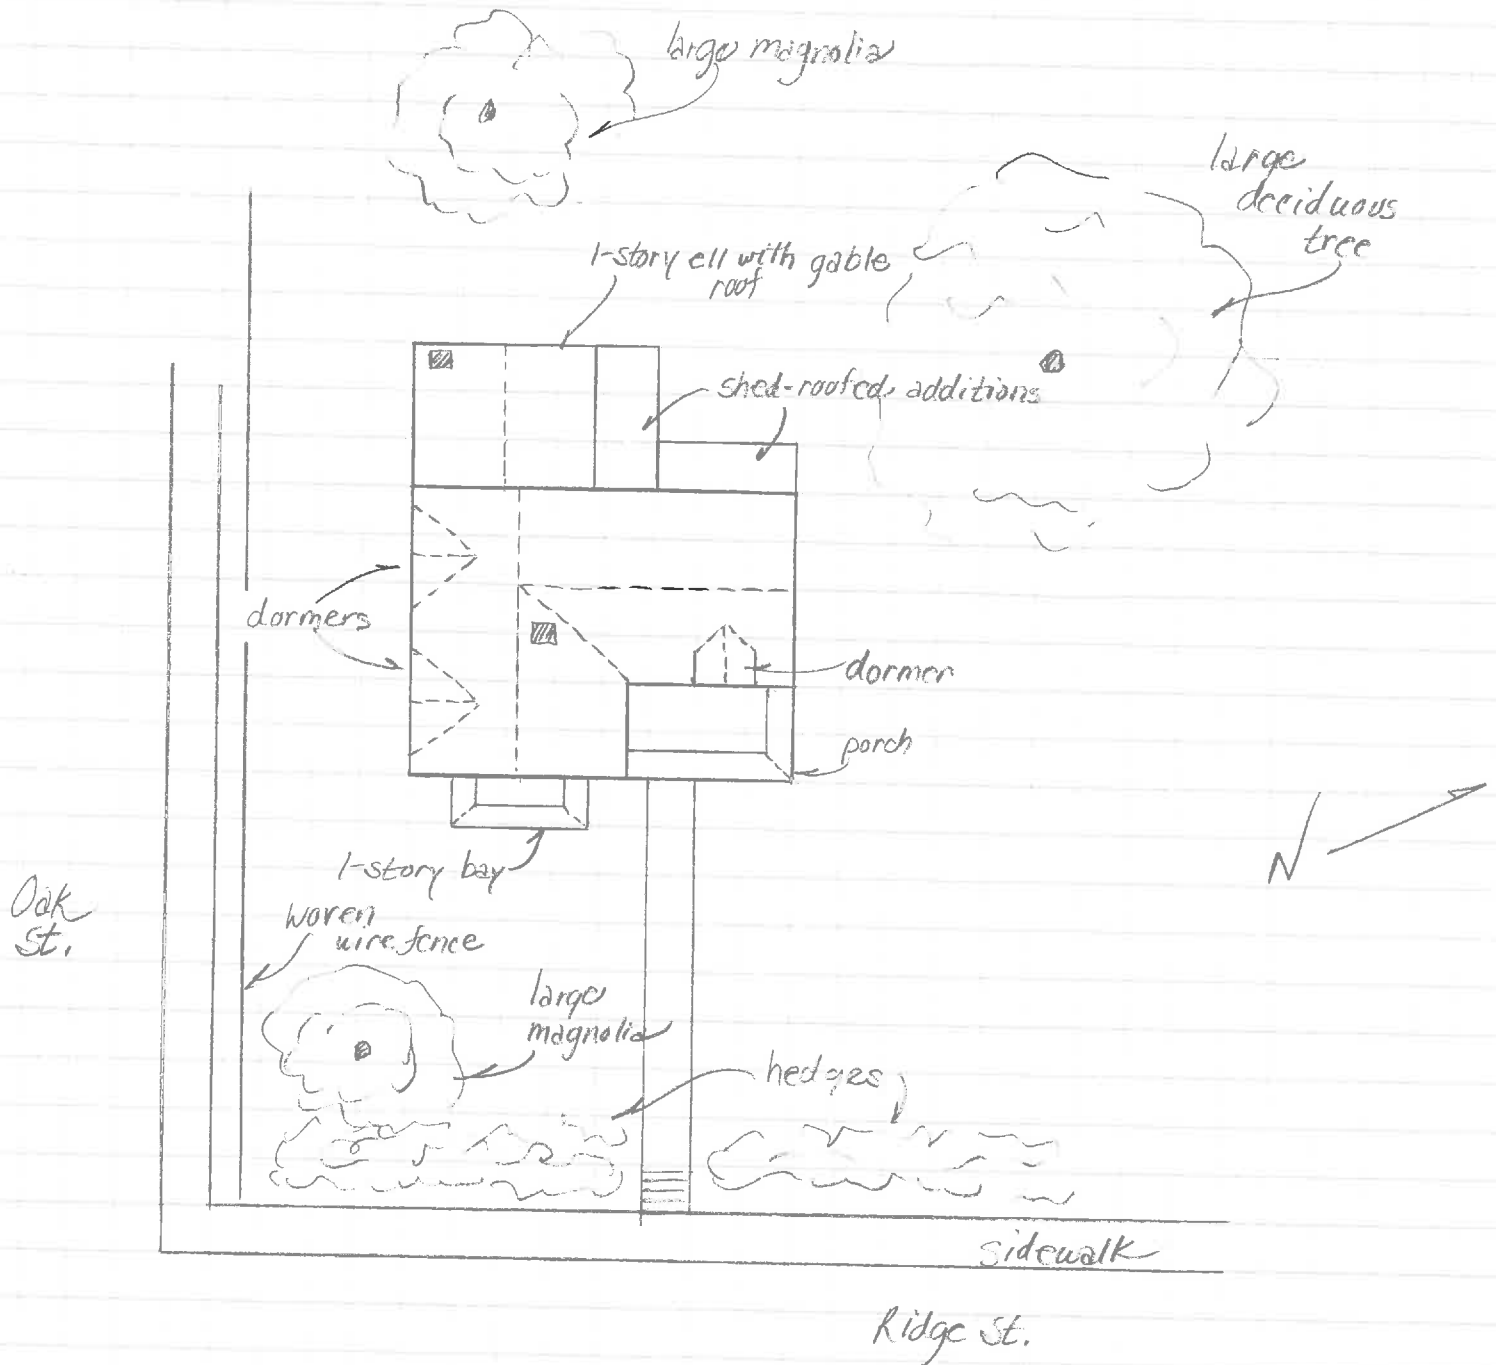 large magnolia
large
deciduous
tree
1-story ell with gable
roof
shed-roofed additions
dormers
dormer
porch
N
1-story bay
Oak
St.
woven
wire fence
large
magnolia
hedges
sidewalk
Ridge St.